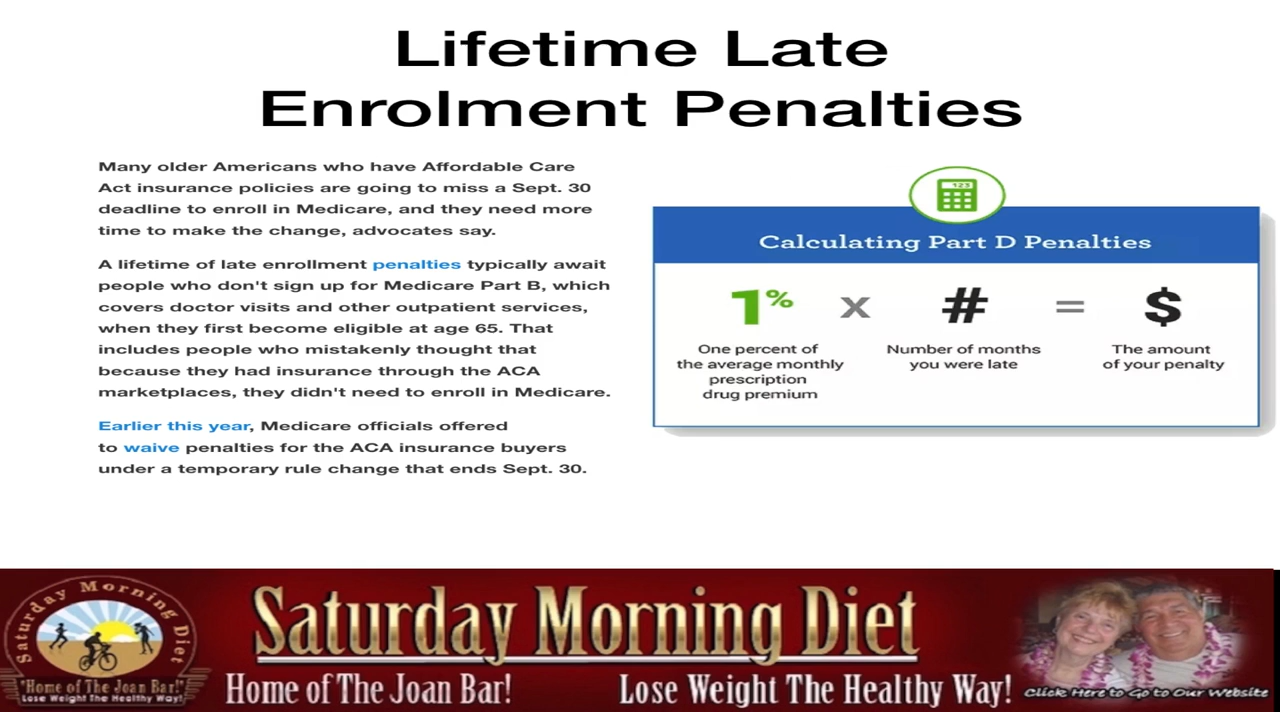 Lifetime Late
Enrolment Penalties
Many older Americans who have Affordable Care
Act insurance policies are going to miss a Sept. 30
deadline to enroll in Medicare, and they need more
time to make the change, advocates say.
A lifetime of late enrollment penalties typically await
people who don't sign up for Medicare Part B, which
covers doctor visits and other outpatient services,
when they first become eligible at age 65. That
includes people who mistakenly thought that
because they had insurance through the ACA
marketplaces, they didn't need to enroll in Medicare.
Earlier this year, Medicare officials offered
to waive penalties for the ACA insurance buyers
under a temporary rule change that ends Sept. 30.
123
Calculating Part D Penalties
1% x # = $
One percent of
the average monthly
prescription
drug premium
Number of months
you were late
The amount
of your penalty
Saturday Morning Diet
"Home of The Joan Bar!"
Lose Weight The Healthy Way!
Saturday Morning Diet
Home of The Joan Bar! Lose Weight The Healthy Way!
Click Here to Go to Our Website